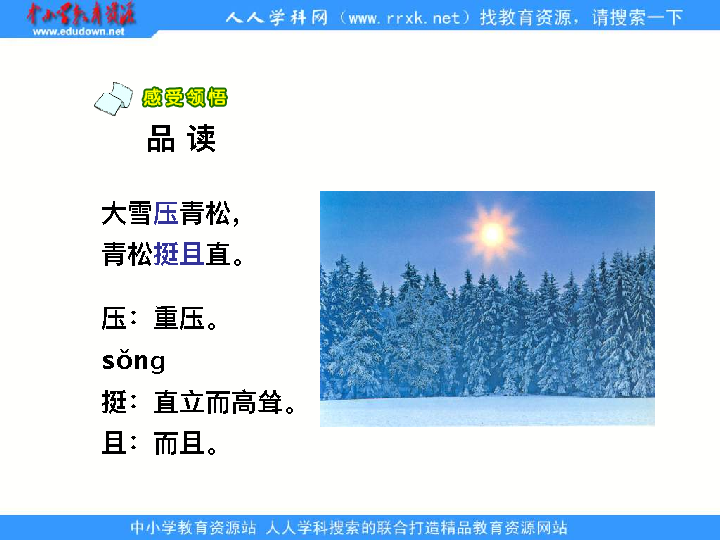 中小学教育资源
www.edudown.net
人人学科网（www.rrxk.net）找教育资源，请搜索一下
感受领悟
品 读
大雪压青松，
青松挺且直。
压：重压。
sǒng
挺：直立而高耸。
且：而且。
中小学教育资源站 人人学科搜索的联合打造精品教育资源网站